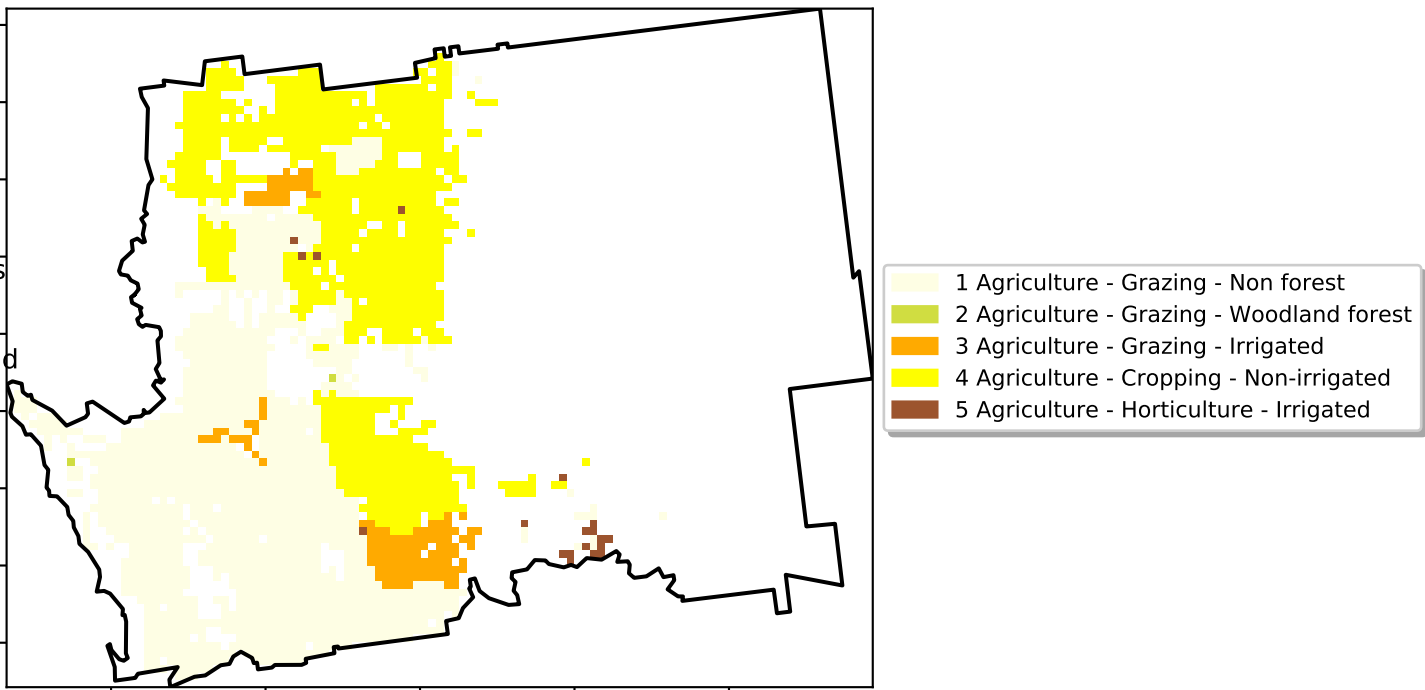 s
d
1 Agriculture - Grazing - Non forest
2 Agriculture - Grazing - Woodland forest
3 Agriculture - Grazing - Irrigated
4 Agriculture - Cropping - Non-irrigated
5 Agriculture - Horticulture - Irrigated